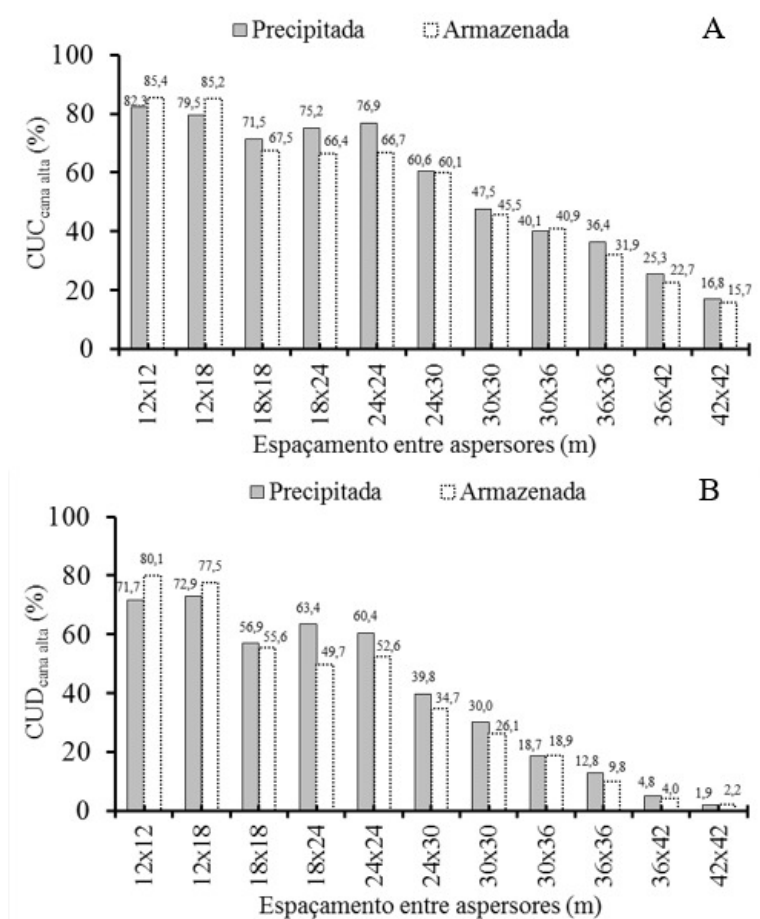 Precipitada Armazenada A
100
80
60
40
20
0
CUCcana alta (%)
82,3 85,4 79,5 85,2 71,5 67,5 75,2 66,4 76,9 66,7 60,6 60,1 47,5 45,5 40,1 40,9 36,4 31,9 25,3 22,7 16,8 15,7
12x12 12x18 18x18 18x24 24x24 24x30 30x30 30x36 36x36 36x42 42x42
Espaçamento entre aspersores (m)
Precipitada Armazenada B
100
80
60
40
20
0
CUDcana alta (%)
71,7 80,1 72,9 77,5 56,9 55,6 63,4 49,7 60,4 52,6 39,8 34,7 30,0 26,1 18,7 18,9 12,8 9,8 4,8 4,0 1,9 2,2
12x12 12x18 18x18 18x24 24x24 24x30 30x30 30x36 36x36 36x42 42x42
Espaçamento entre aspersores (m)